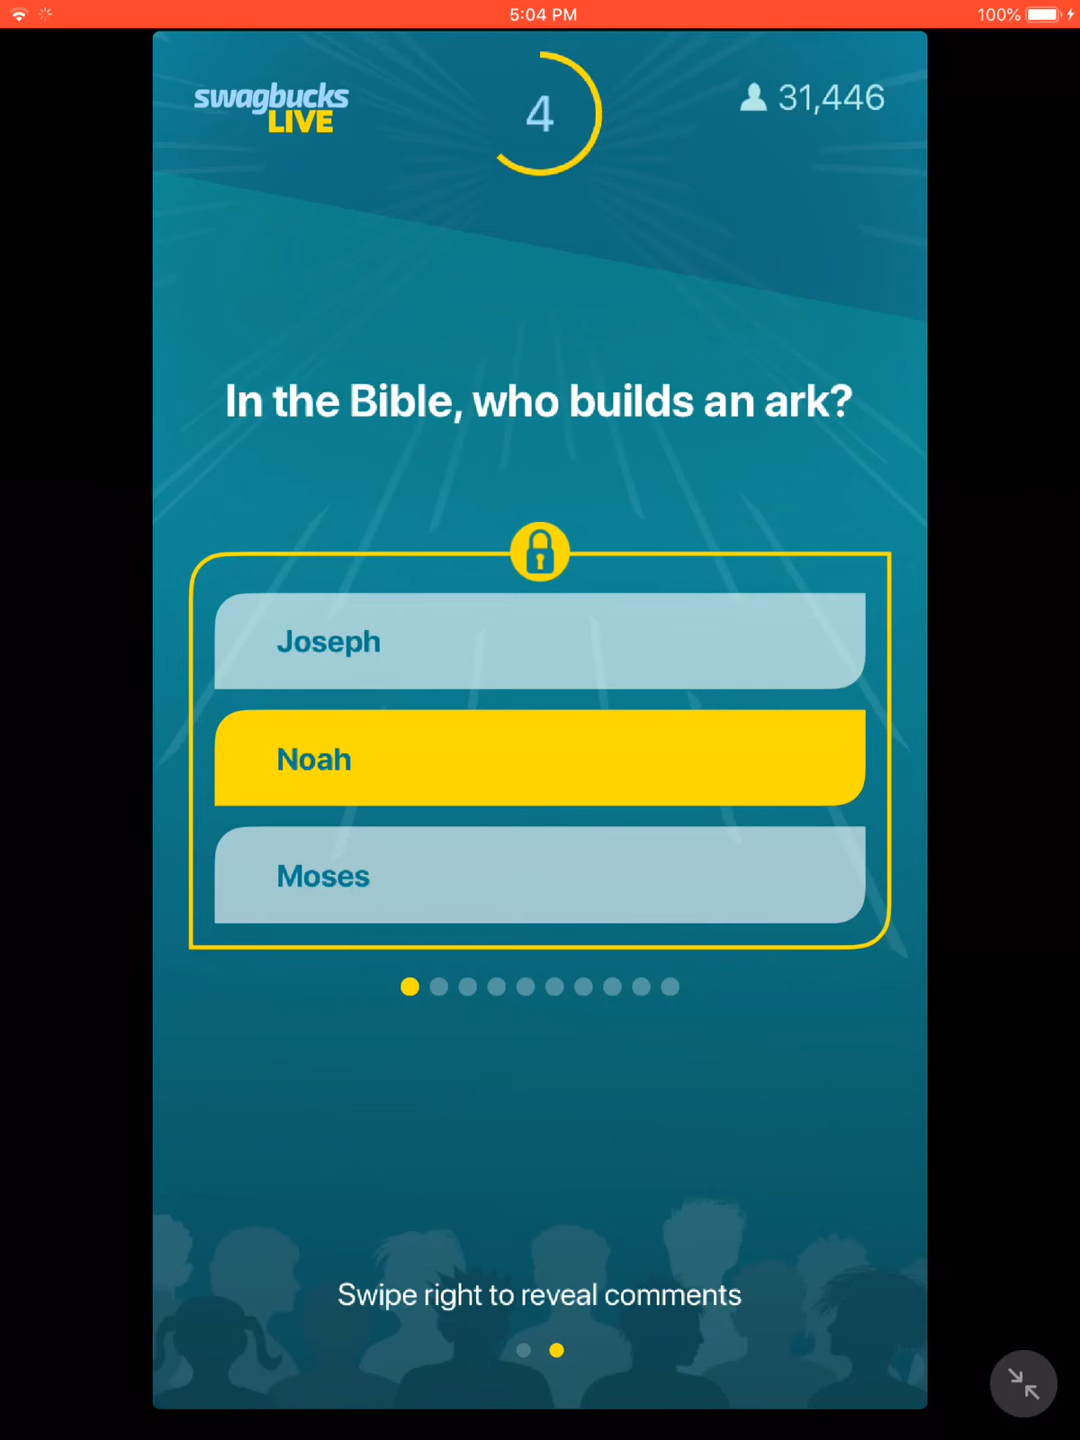 5:04 PM
100%
swagbucks
LIVE
4
31,446
In the Bible, who builds an ark?
Joseph
Noah
Moses
Swipe right to reveal comments